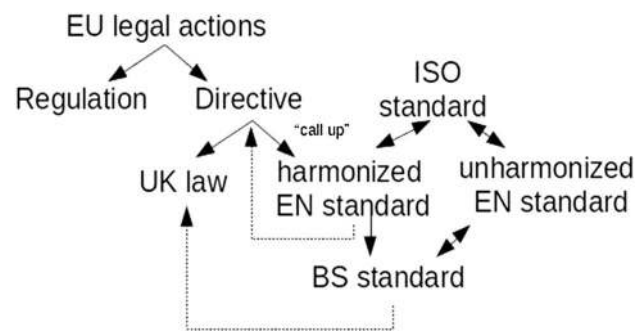 EU legal actions
ISO
standard
Regulation
Directive
“call up”
UK law
harmonized
EN standard
unharmonized
EN standard
BS standard